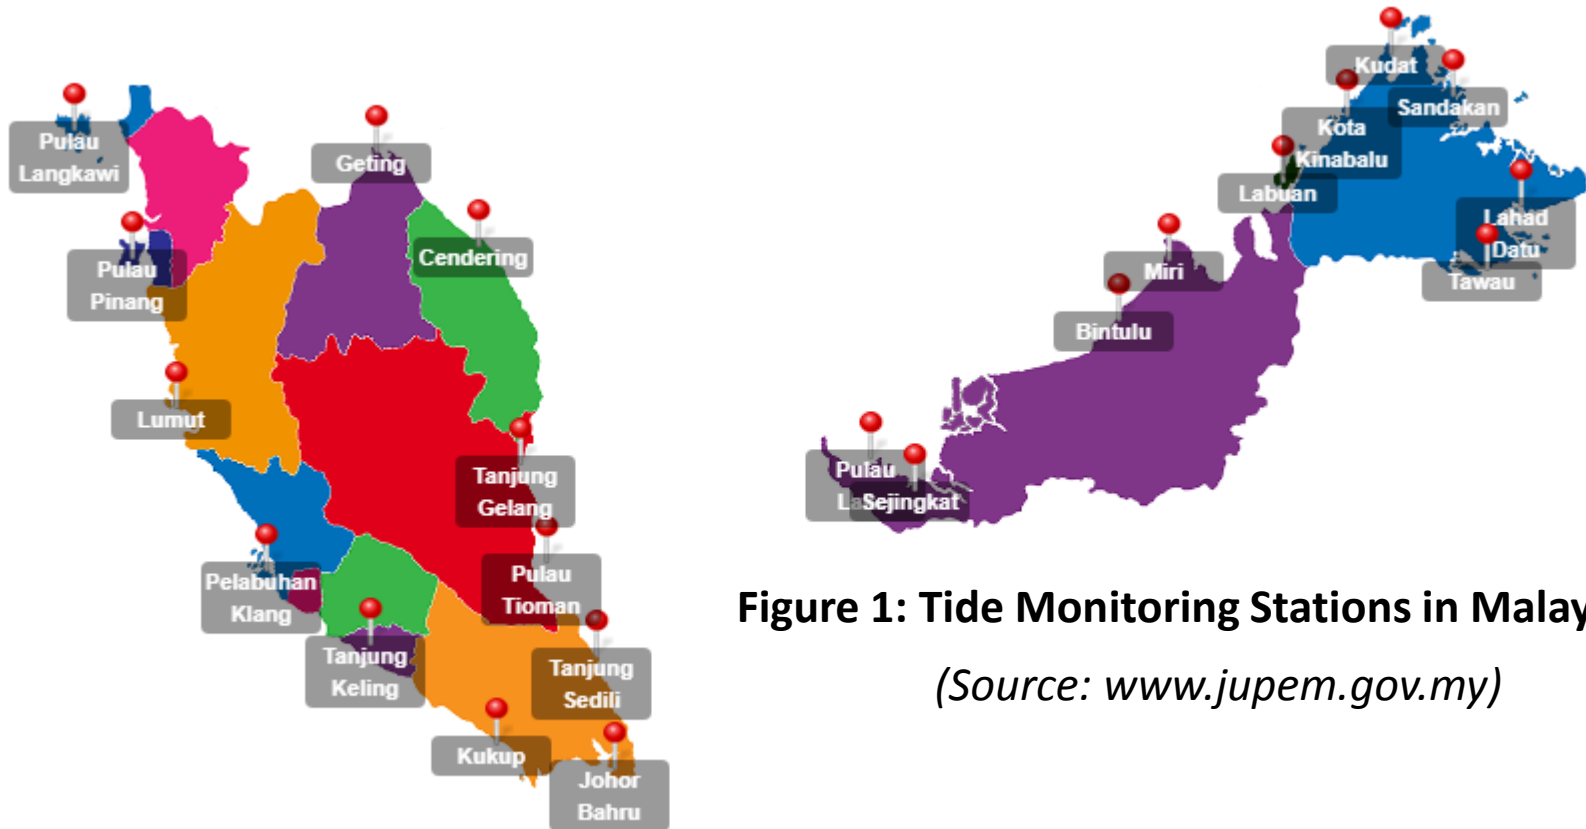 Pulau
Langkawi
Geting
Pulau
Pinang
Cendering
Lumut
Tanjung
Gelang
Pelabuhan
Klang
Pulau
Tioman
Tanjung
Keling
Tanjung
Sedili
Kukup
Johor
Bahru
Kudat
Sandakan
Kota
Kinabalu
Labuan
Lahad
Datu
Tawau
Miri
Bintulu
Pulau
Sejingkat
Figure 1: Tide Monitoring Stations in Malay
(Source: www.jupem.gov.my)